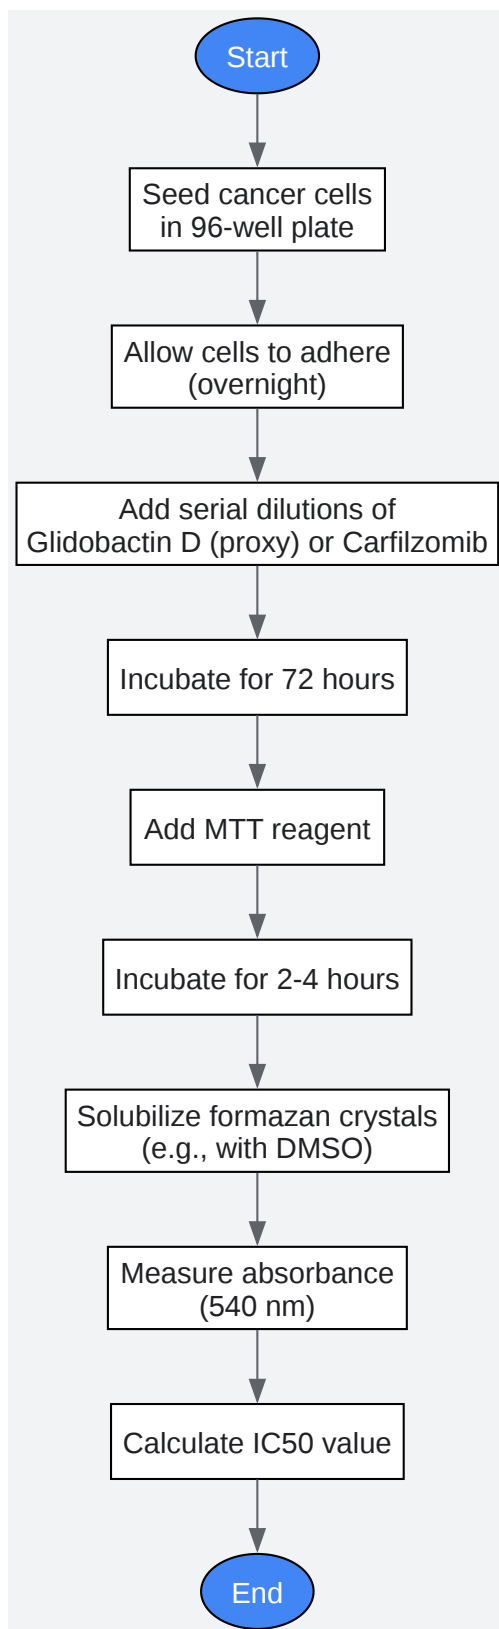 Start
Seed cancer cells
in 96-well plate
Allow cells to adhere
(overnight)
Add serial dilutions of
Glidobactin D (proxy) or Carfilzomib
Incubate for 72 hours
Add MTT reagent
Incubate for 2-4 hours
Solubilize formazan crystals
(e.g., with DMSO)
Measure absorbance
(540 nm)
Calculate IC50 value
End